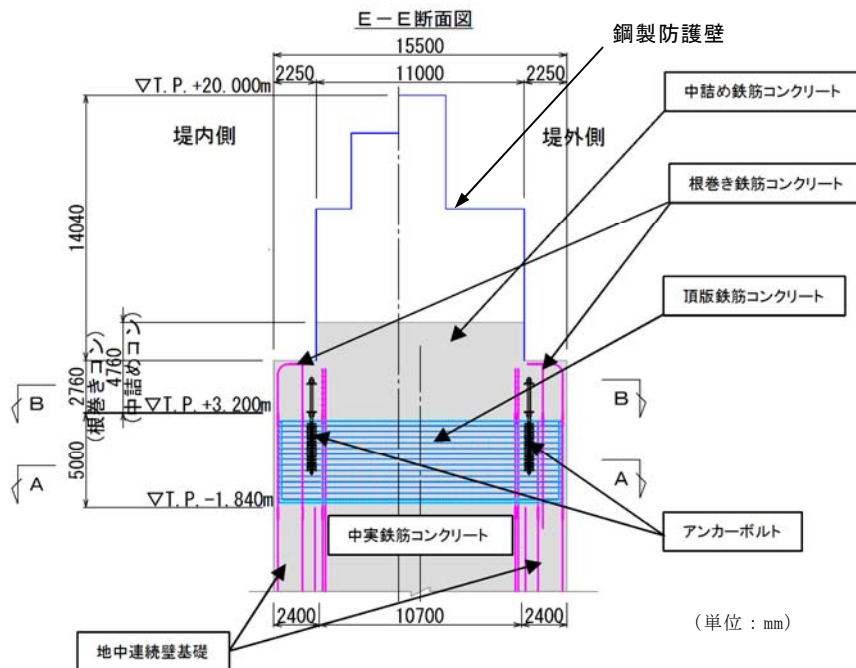 E－E断面図
15500
2250
11000
2250
鋼製防護壁
▽T.P.+20.000m
中詰め鉄筋コンクリート
堤内側
堤外側
根巻き鉄筋コンクリート
14040
頂版鉄筋コンクリート
2760
(根巻きコン)
4760
(中詰めコン)
B
B
▽T.P.+3.200m
5000
A
A
▽T.P.-1.840m
中実鉄筋コンクリート
アンカーボルト
2400
10700
2400
(単位：mm)
地中連続壁基礎